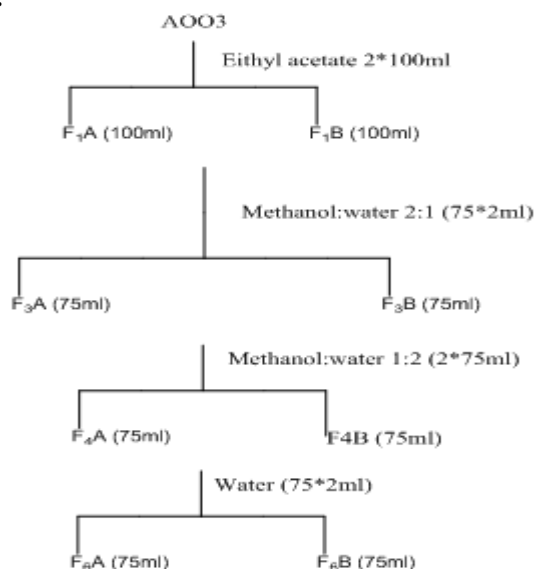 AOO3
Eithyl acetate 2*100ml
F₁A (100ml) F₁B (100ml)
Methanol:water 2:1 (75*2ml)
F₃A (75ml) F₃B (75ml)
Methanol:water 1:2 (2*75ml)
F₄A (75ml) F4B (75ml)
Water (75*2ml)
F₆A (75ml) F₆B (75ml)